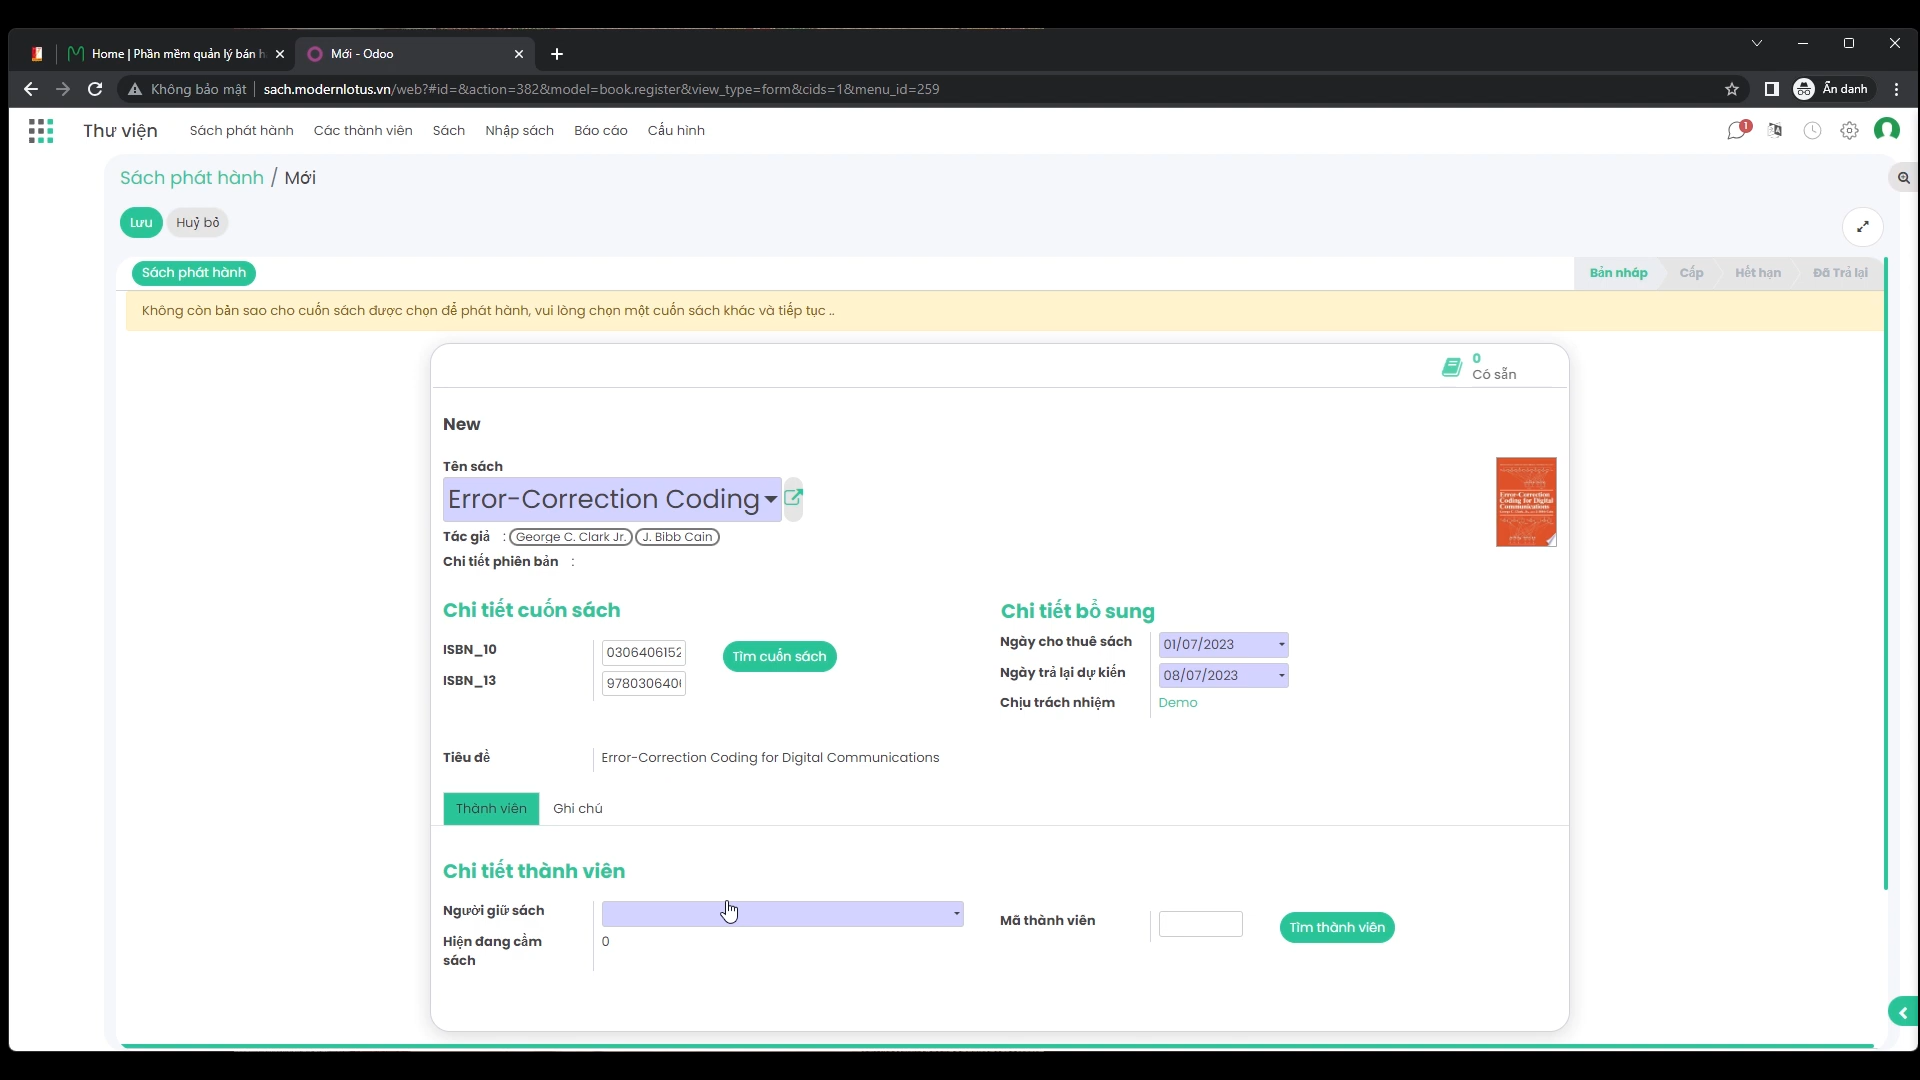 Home | Phần mềm quản lý bán h
Mới - Odoo
Không bảo mật
sach.modernlotus.vn/web?#id=&action=382&model=book.register&view_type=form&cids=1&menu_id=259
Ẩn danh
Thư viện
Sách phát hành
Các thành viên
Sách
Nhập sách
Báo cáo
Cấu hình
1
Sách phát hành / Mới
Lưu
Huỷ bỏ
Sách phát hành
Bản nháp
Cấp
Hết hạn
Đã Trả lại
Không còn bản sao cho cuốn sách được chọn để phát hành, vui lòng chọn một cuốn sách khác và tiếp tục ..
0
Có sẵn
New
Tên sách
Error-Correction Coding
Error-Correction
Coding for Digital
Communications
Tác giả : George C. Clark Jr. J. Bibb Cain
Chi tiết phiên bản :
Chi tiết cuốn sách
Chi tiết bổ sung
ISBN_10
0306406152
Tìm cuốn sách
ISBN_13
978030640
Ngày cho thuê sách
01/07/2023
Ngày trả lại dự kiến
08/07/2023
Chịu trách nhiệm
Demo
Tiêu đề
Error-Correction Coding for Digital Communications
Thành viên
Ghi chú
Chi tiết thành viên
Người giữ sách
Hiện đang cầm
sách
0
Mã thành viên
Tìm thành viên